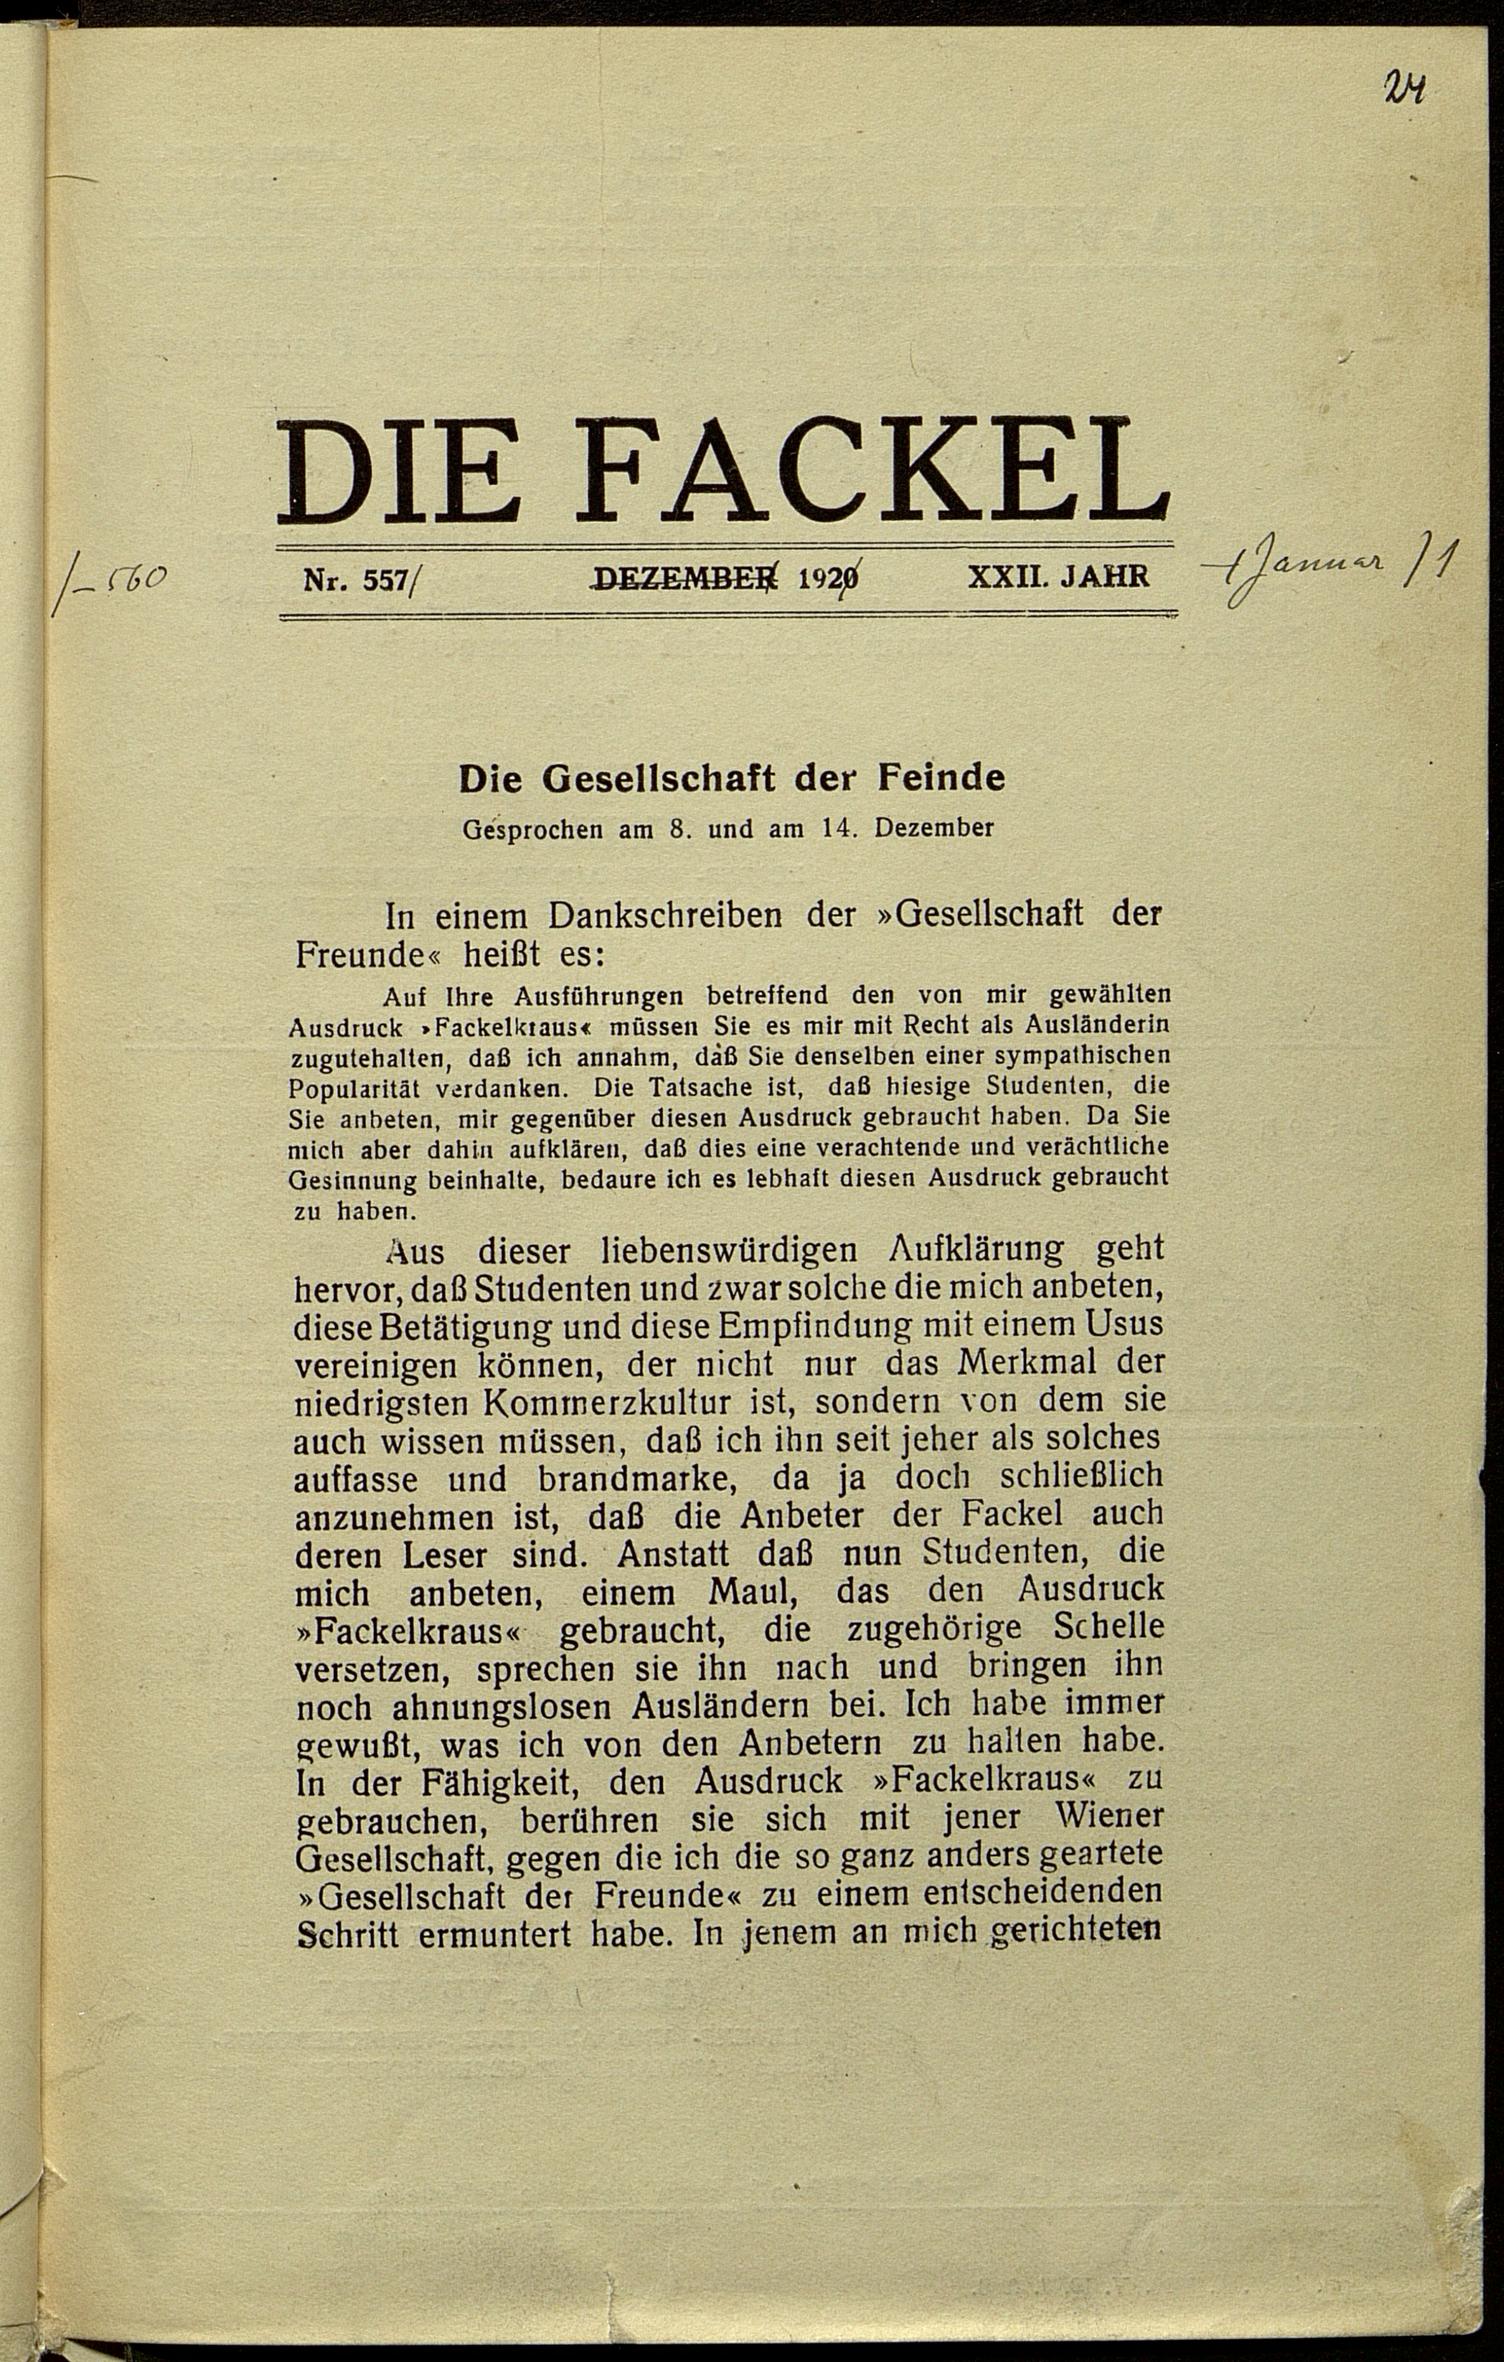 24
DIE FACKEL
/– 560 Nr. 557/ DEZEMBER 1920 XXII. JAHR Januar / 1
Die Gesellschaft der Feinde
Gesprochen am 8. und am 14. Dezember
In einem Dankschreiben der »Gesellschaft der
Freunde« heißt es:
Auf Ihre Ausführungen betreffend den von mir gewählten
Ausdruck ›Fackelkraus‹ müssen Sie es mir mit Recht als Ausländerin
zugutehalten, daß ich annahm, daß Sie denselben einer sympathischen
Popularität verdanken. Die Tatsache ist, daß hiesige Studenten, die
Sie anbeten, mir gegenüber diesen Ausdruck gebraucht haben. Da Sie
mich aber dahin aufklären, daß dies eine verachtende und verächtliche
Gesinnung beinhalte, bedaure ich es lebhaft diesen Ausdruck gebraucht
zu haben.
Aus dieser liebenswürdigen Aufklärung geht
hervor, daß Studenten und zwar solche die mich anbeten,
diese Betätigung und diese Empfindung mit einem Usus
vereinigen können, der nicht nur das Merkmal der
niedrigsten Kommerzkultur ist, sondern von dem sie
auch wissen müssen, daß ich ihn seit jeher als solches
auffasse und brandmarke, da ja doch schließlich
anzunehmen ist, daß die Anbeter der Fackel auch
deren Leser sind. Anstatt daß nun Studenten, die
mich anbeten, einem Maul, das den Ausdruck
»Fackelkraus« gebraucht, die zugehörige Schelle
versetzen, sprechen sie ihn nach und bringen ihn
noch ahnungslosen Ausländern bei. Ich habe immer
gewußt, was ich von den Anbetern zu halten habe.
In der Fähigkeit, den Ausdruck »Fackelkraus« zu
gebrauchen, berühren sie sich mit jener Wiener
Gesellschaft, gegen die ich die so ganz anders geartete
»Gesellschaft der Freunde« zu einem entscheidenden
Schritt ermuntert habe. In jenem an mich gerichteten